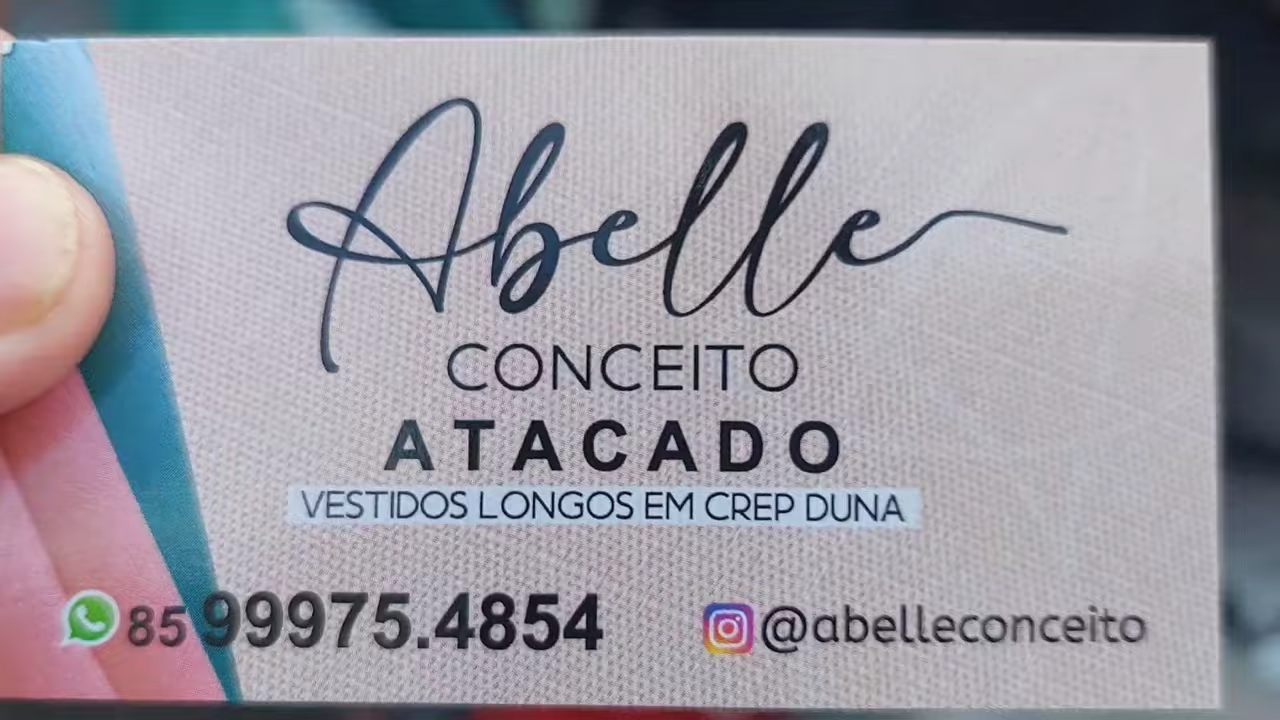 Abelle
CONCEITO
ATACADO
VESTIDOS LONGOS EM CREP DUNA
85 99975.4854
@abelleconceito